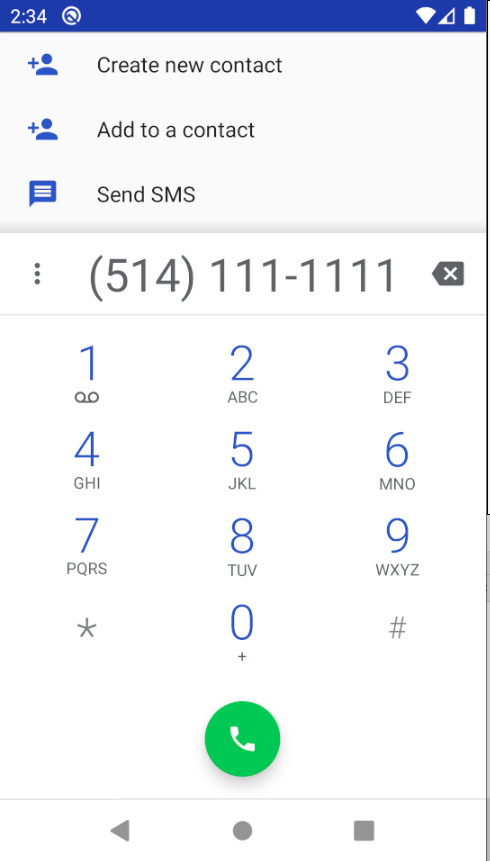 2:34
Create new contact
Add to a contact
Send SMS
(514) 111-1111
1 2 3
ABC DEF
4 5 6
GHI JKL MNO
7 8 9
PQRS TUV WXYZ
* 0 #
+